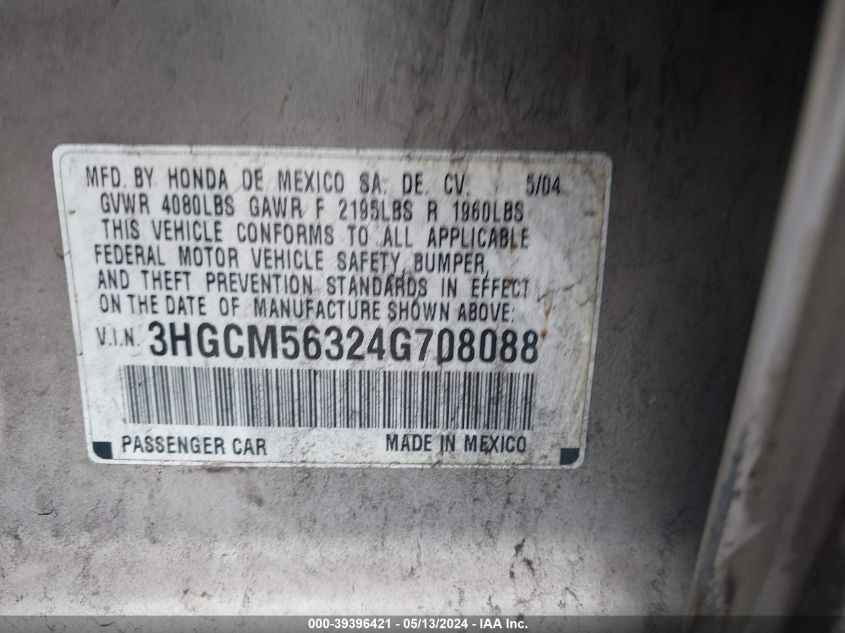 MFD. BY HONDA DE MEXICO SA. DE. CV. 5/04
GVWR 4080LBS GAWR F 2195LBS R 1960LBS
THIS VEHICLE CONFORMS TO ALL APPLICABLE
FEDERAL MOTOR VEHICLE SAFETY, BUMPER,
AND THEFT PREVENTION STANDARDS IN EFFECT
ON THE DATE OF MANUFACTURE SHOWN ABOVE:
V.I.N. 3HGCM56324G708088
PASSENGER CAR MADE IN MEXICO
000-39396421 - 05/13/2024 - IAA Inc.